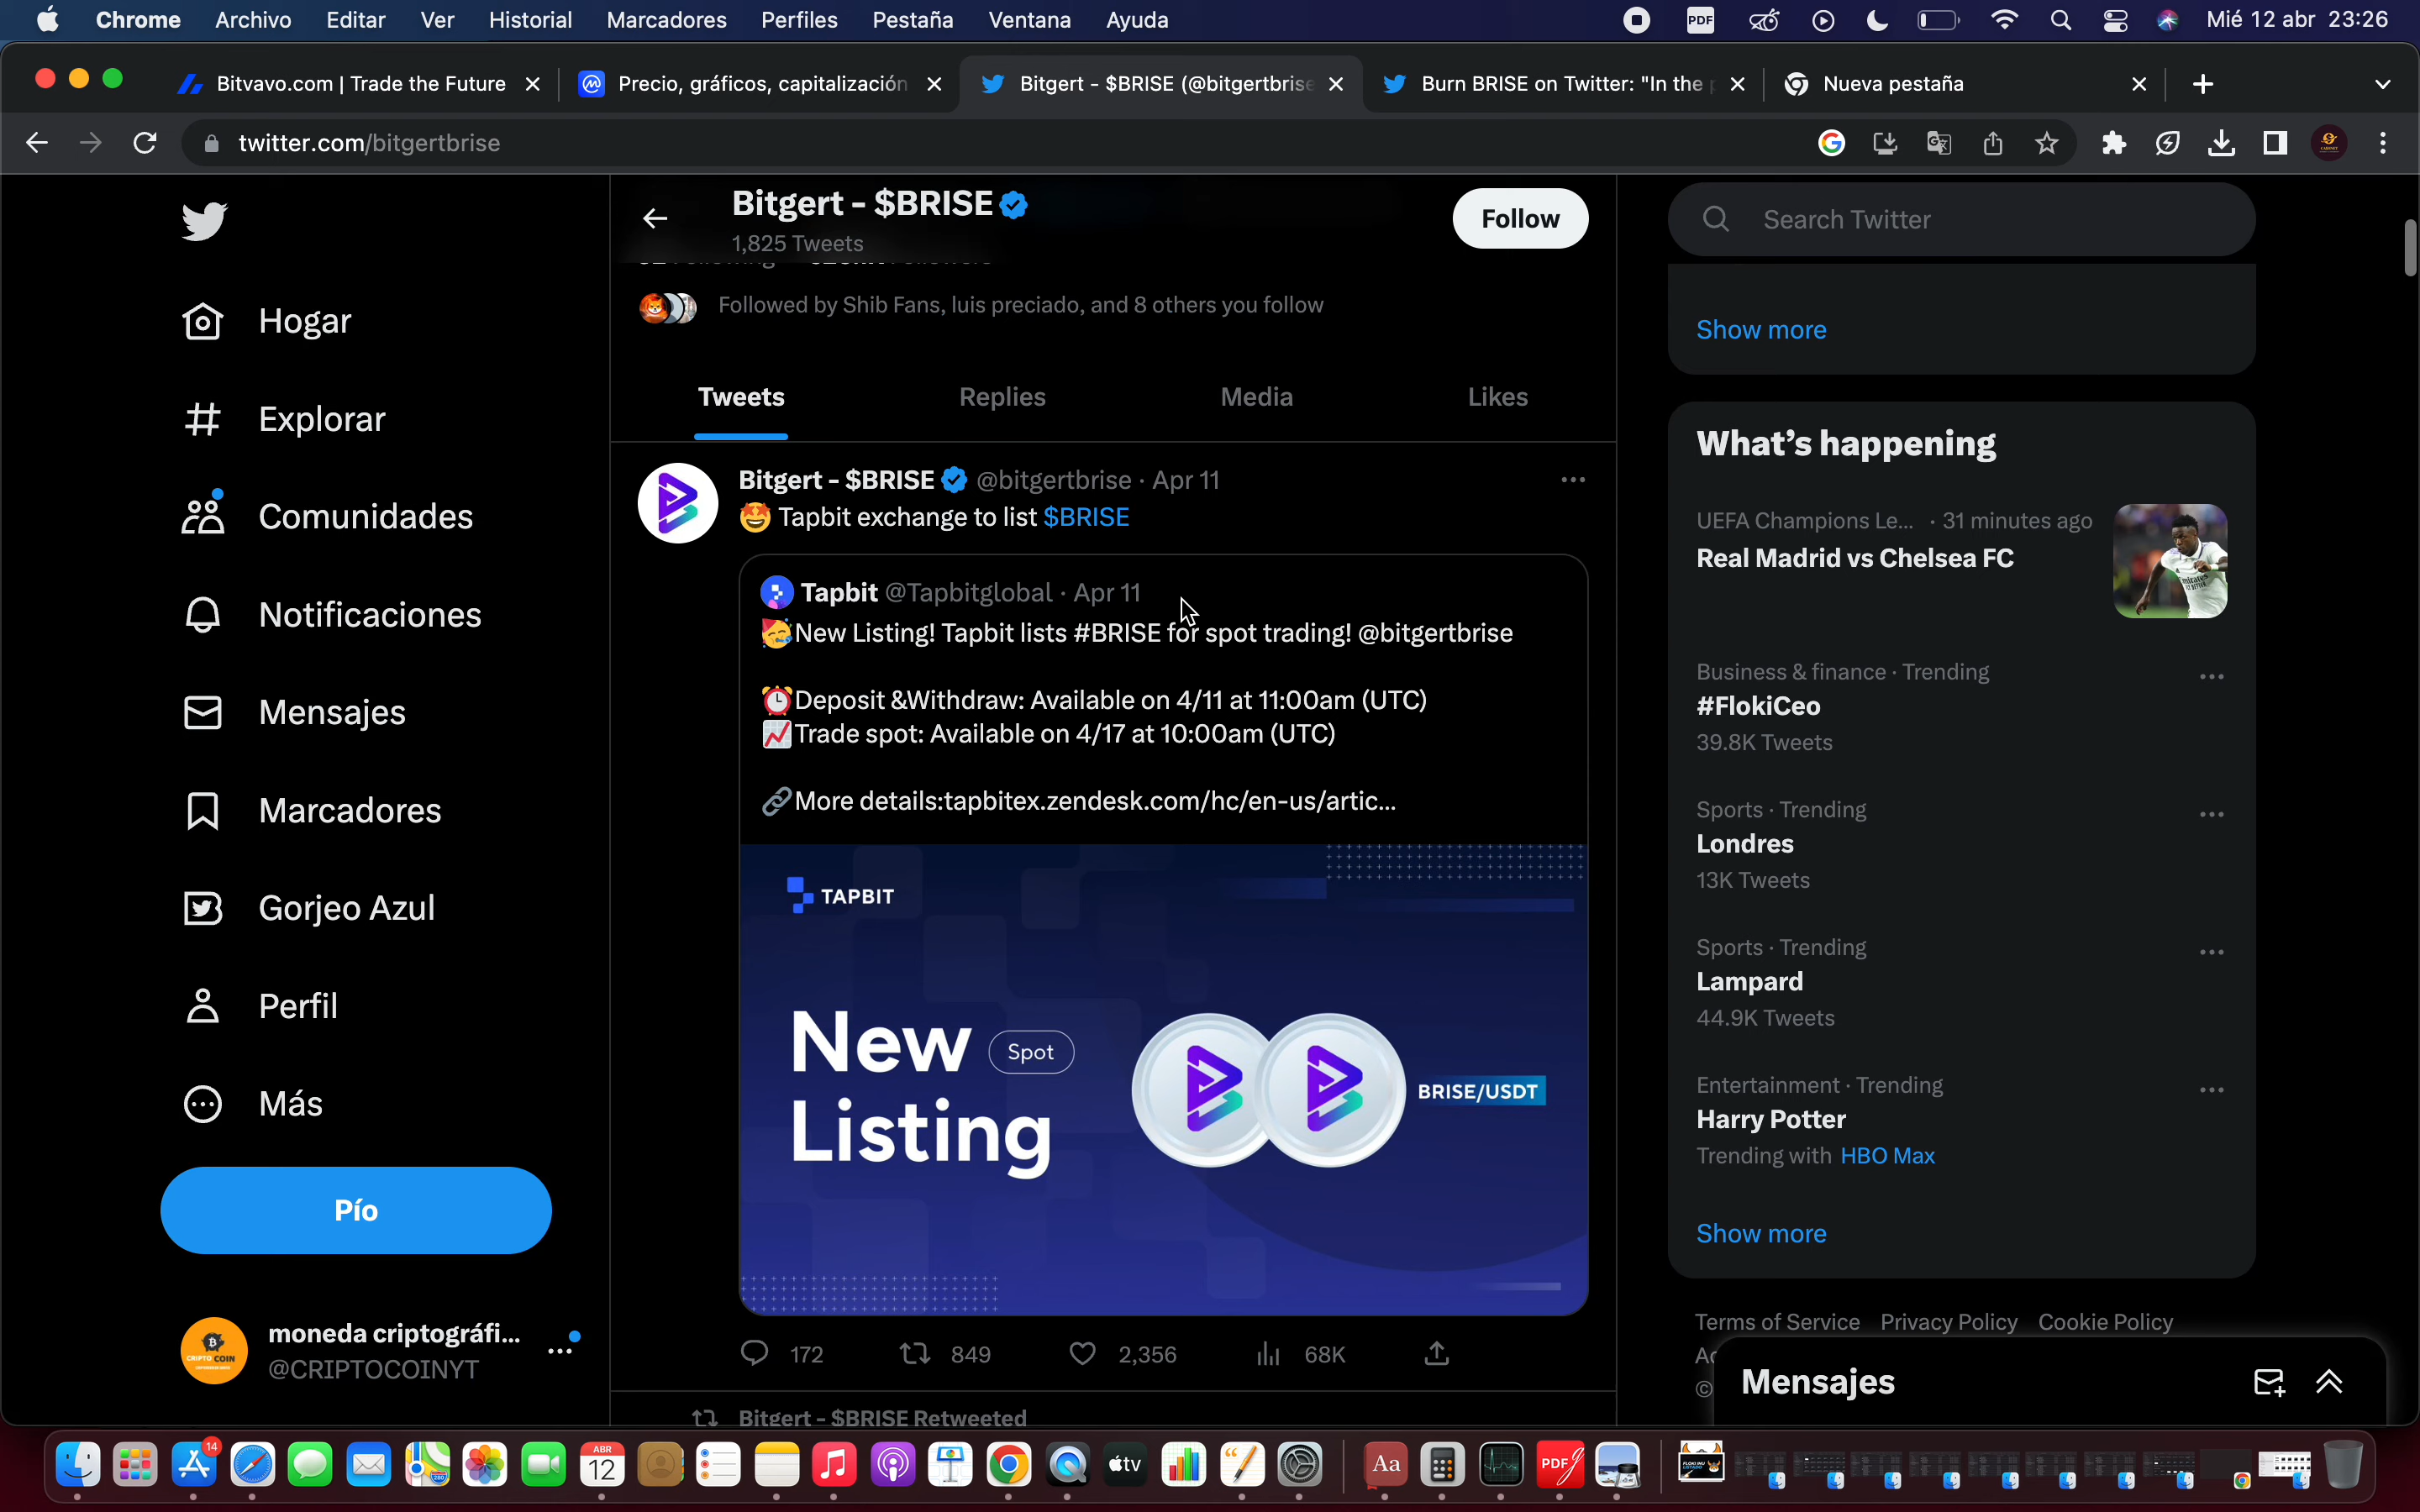 Chrome Archivo Editar Ver Historial Marcadores Perfiles Pestaña Ventana Ayuda PDF Mié 12 abr 23:26
Bitvavo.com | Trade the Future Precio, gráficos, capitalización Bitgert - $BRISE (@bitgertbrise Burn BRISE on Twitter: "In the p Nueva pestaña
twitter.com/bitgertbrise
Hogar
Explorar
Comunidades
Notificaciones
Mensajes
Marcadores
Gorjeo Azul
Perfil
Más
Pío
moneda criptográfi...
@CRIPTOCOINYT
CRIPTO COIN
Bitgert - $BRISE
1,825 Tweets
Follow
Followed by Shib Fans, luis preciado, and 8 others you follow
Tweets Replies Media Likes
Bitgert - $BRISE @bitgertbrise · Apr 11
🤩 Tapbit exchange to list $BRISE
Tapbit @Tapbitglobal · Apr 11
🥳New Listing! Tapbit lists #BRISE for spot trading! @bitgertbrise
⏰Deposit &Withdraw: Available on 4/11 at 11:00am (UTC)
📈Trade spot: Available on 4/17 at 10:00am (UTC)
🔗More details:tapbitex.zendesk.com/hc/en-us/artic...
TAPBIT
New Spot
Listing
BRISE/USDT
172 849 2,356 68K
Bitgert - $BRISE Retweeted
Search Twitter
Show more
What's happening
UEFA Champions Le... · 31 minutes ago
Real Madrid vs Chelsea FC
Business & finance · Trending
#FlokiCeo
39.8K Tweets
Sports · Trending
Londres
13K Tweets
Sports · Trending
Lampard
44.9K Tweets
Entertainment · Trending
Harry Potter
Trending with HBO Max
Show more
Terms of Service Privacy Policy Cookie Policy
©
Mensajes
14
ABR
12
tv
Aa
PDF